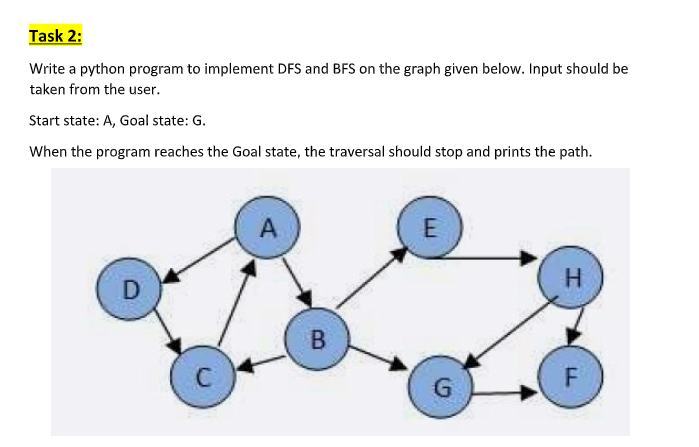 Task 2:
Write a python program to implement DFS and BFS on the graph given below. Input should be
taken from the user.
Start state: A, Goal state: G.
When the program reaches the Goal state, the traversal should stop and prints the path.
A
E
D
H
B
C
G
F